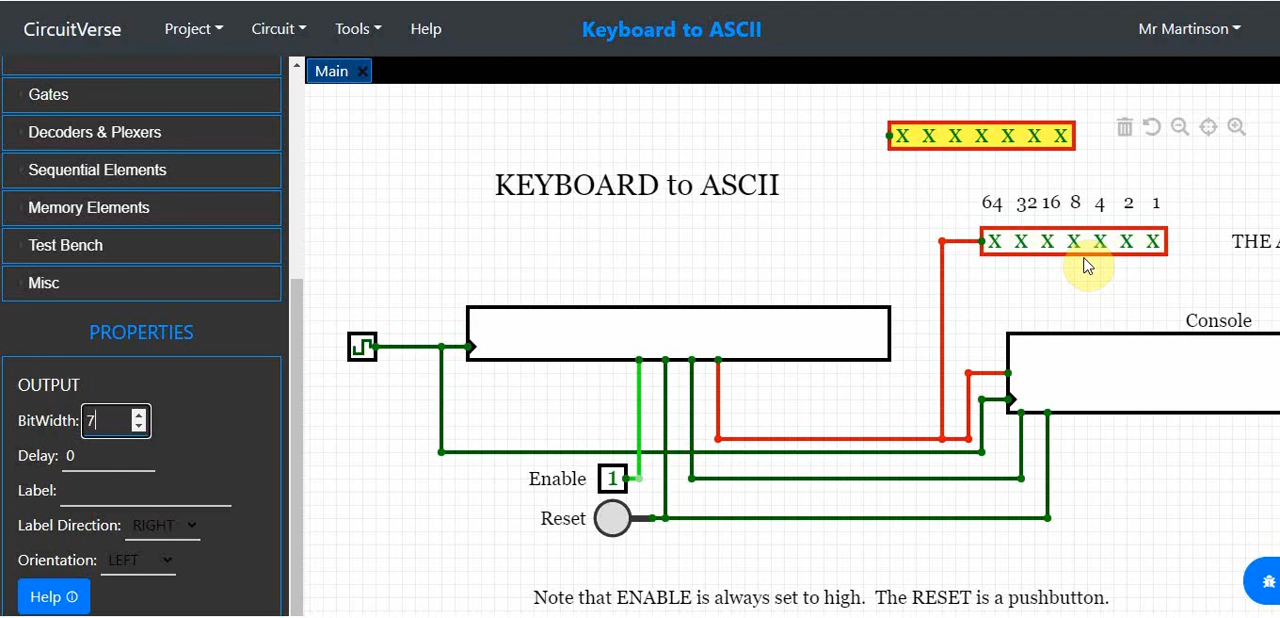 CircuitVerse Project Circuit Tools Help Keyboard to ASCII Mr Martinson
Main ×
Gates
Decoders & Plexers
Sequential Elements
Memory Elements
Test Bench
Misc
PROPERTIES
OUTPUT
BitWidth: 7
Delay: 0
Label:
Label Direction: RIGHT
Orientation: LEFT
Help
X X X X X X X
KEYBOARD to ASCII
64 32 16 8 4 2 1
X X X X X X X
THE
Console
Enable 1
Reset
Note that ENABLE is always set to high. The RESET is a pushbutton.